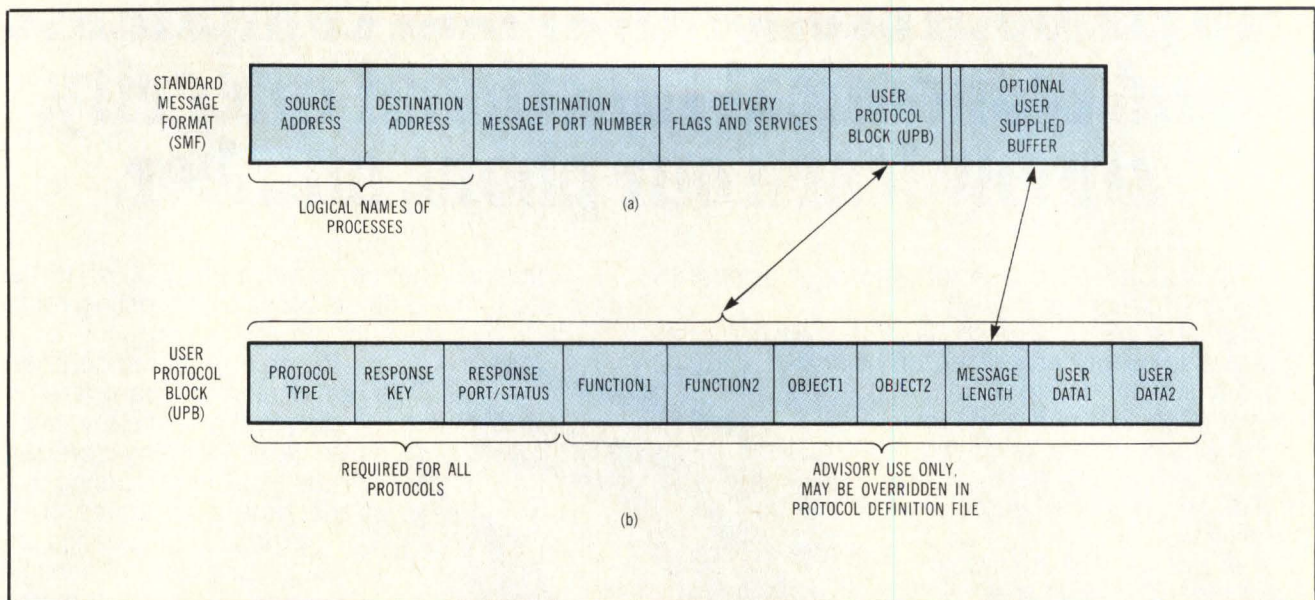 STANDARD
MESSAGE
FORMAT
(SMF)
SOURCE
ADDRESS
DESTINATION
ADDRESS
DESTINATION
MESSAGE PORT NUMBER
DELIVERY
FLAGS AND SERVICES
USER
PROTOCOL
BLOCK (UPB)
OPTIONAL
USER
SUPPLIED
BUFFER
LOGICAL NAMES OF
PROCESSES
(a)
USER
PROTOCOL
BLOCK
(UPB)
PROTOCOL
TYPE
RESPONSE
KEY
RESPONSE
PORT/STATUS
FUNCTION1
FUNCTION2
OBJECT1
OBJECT2
MESSAGE
LENGTH
USER
DATA1
USER
DATA2
REQUIRED FOR ALL
PROTOCOLS
ADVISORY USE ONLY,
MAY BE OVERRIDDEN IN
PROTOCOL DEFINITION FILE
(b)